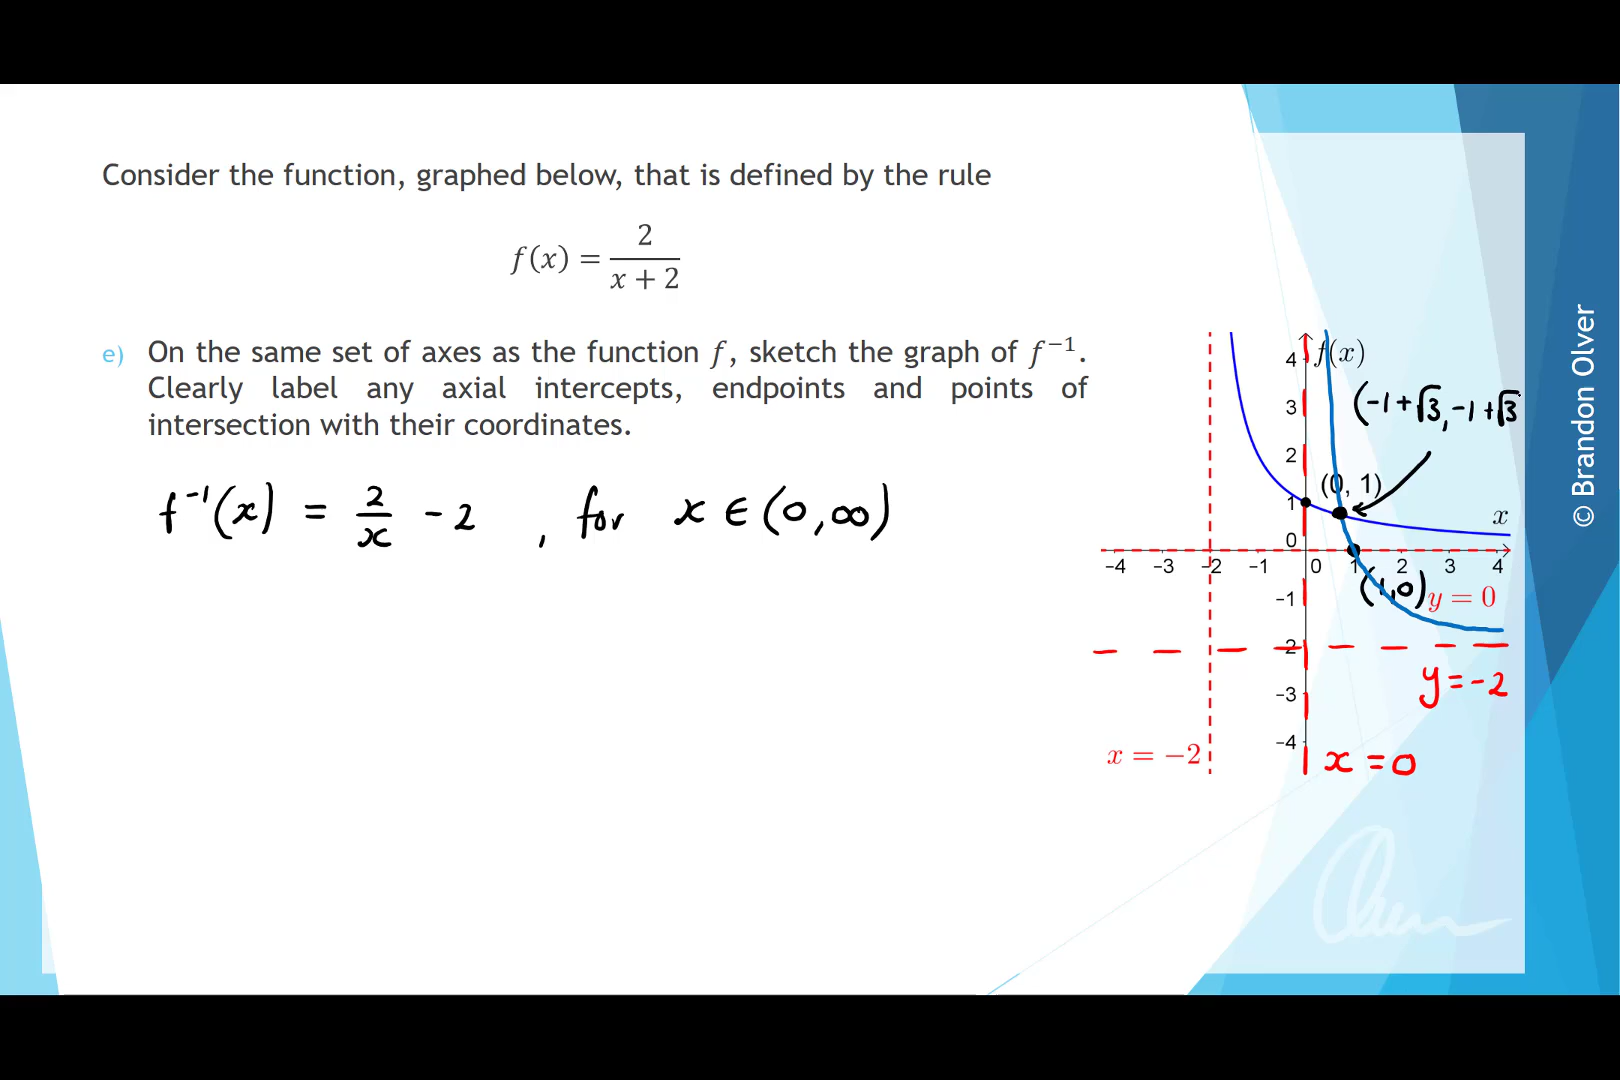 Consider the function, graphed below, that is defined by the rule
f(x) = 2/(x + 2)
e) On the same set of axes as the function f, sketch the graph of f⁻¹.
Clearly label any axial intercepts, endpoints and points of
intersection with their coordinates.
f⁻¹(x) = 2/x - 2 , for x ∈ (0, ∞)
f(x)
4
3
2
1
0
-1
-2
-3
-4
-4 -3 -2 -1 0 1 2 3 4
x
(-1+√3, -1+√3
(0, 1)
(1,0)
y = 0
y = -2
x = -2
x = 0
© Brandon Olver